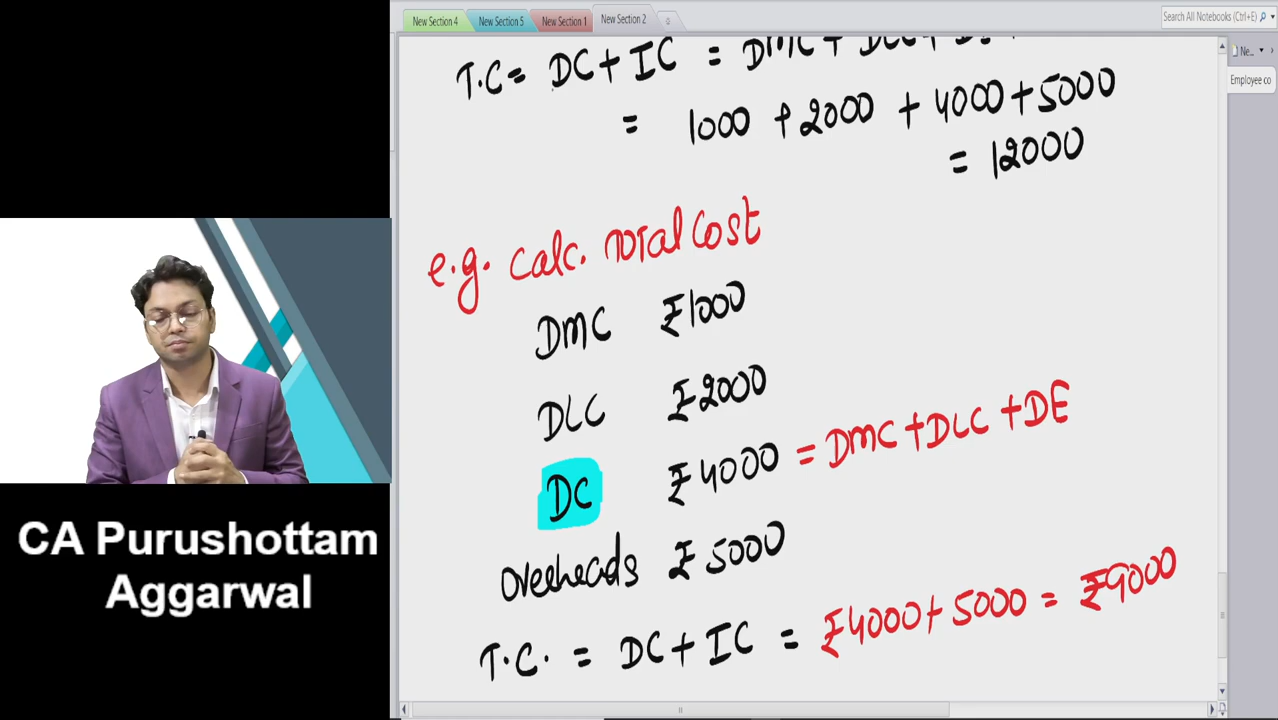 New Section 4 New Section 5 New Section 1 New Section 2
Search All Notebooks (Ctrl+E)
Ne...
Employee co
T.C = DC + IC = DMC + DLC +
= 1000 + 2000 + 4000 + 5000
= 12000
e.g. calc. Total Cost
DMC ₹1000
DLC ₹2000
DC ₹4000 = DMC + DLC + DE
Overheads ₹5000
T.C. = DC + IC = ₹4000 + 5000 = ₹9000
CA Purushottam
Aggarwal